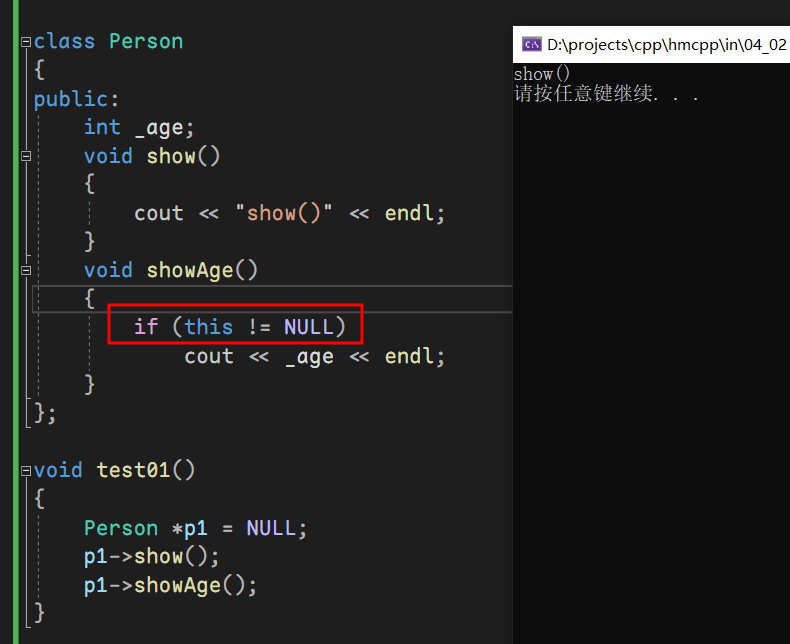 class Person
{
public:
    int _age;
    void show()
    {
        cout << "show()" << endl;
    }
    void showAge()
    {
        if (this != NULL)
            cout << _age << endl;
    }
};
void test01()
{
    Person *p1 = NULL;
    p1->show();
    p1->showAge();
}
D:\projects\cpp\hmcpp\in\04_02
show()
请按任意键继续. . .